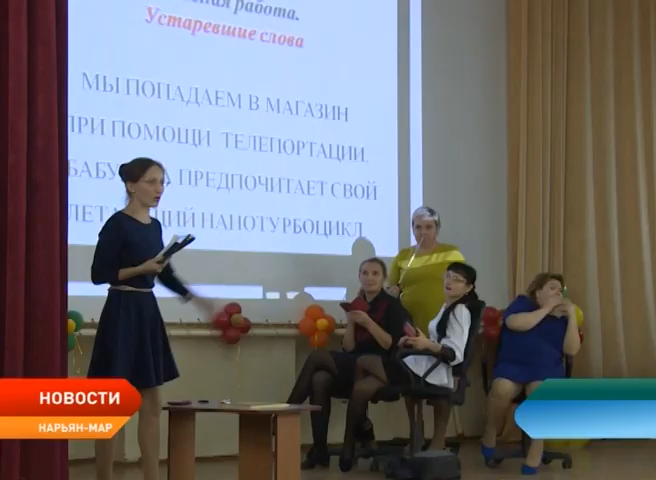 работа.
Устаревшие слова
МЫ ПОПАДАЕМ В МАГАЗИН
ПРИ ПОМОЩИ ТЕЛЕПОРТАЦИИ.
ПРЕДПОЧИТАЕТ СВОЙ
НАНОТУРБОЦИКЛ.
НОВОСТИ
НАРЬЯН-МАР